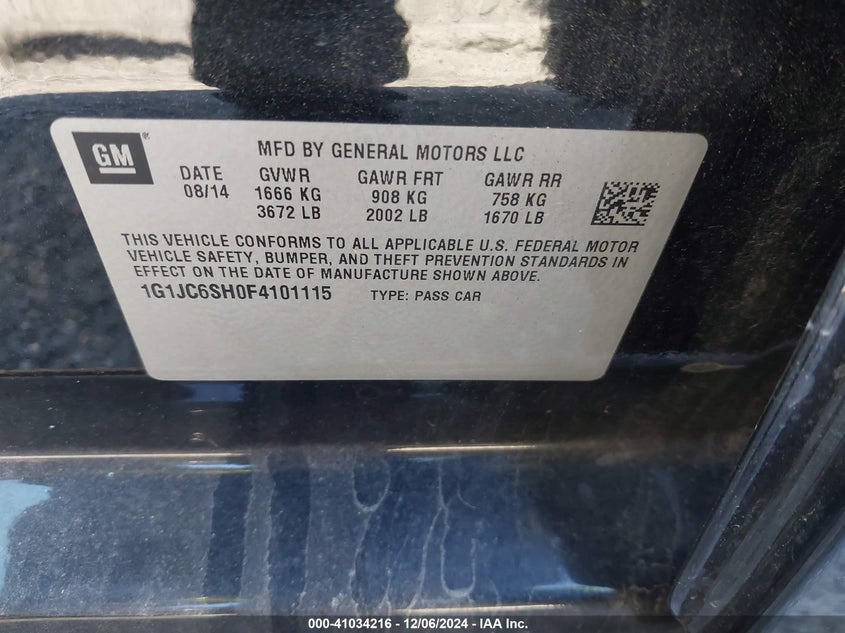 GM®
MFD BY GENERAL MOTORS LLC
DATE GVWR GAWR FRT GAWR RR
08/14 1666 KG 908 KG 758 KG
3672 LB 2002 LB 1670 LB
THIS VEHICLE CONFORMS TO ALL APPLICABLE U.S. FEDERAL MOTOR
VEHICLE SAFETY, BUMPER, AND THEFT PREVENTION STANDARDS IN
EFFECT ON THE DATE OF MANUFACTURE SHOWN ABOVE.
1G1JC6SH0F4101115 TYPE: PASS CAR
000-41034216 - 12/06/2024 - IAA Inc.